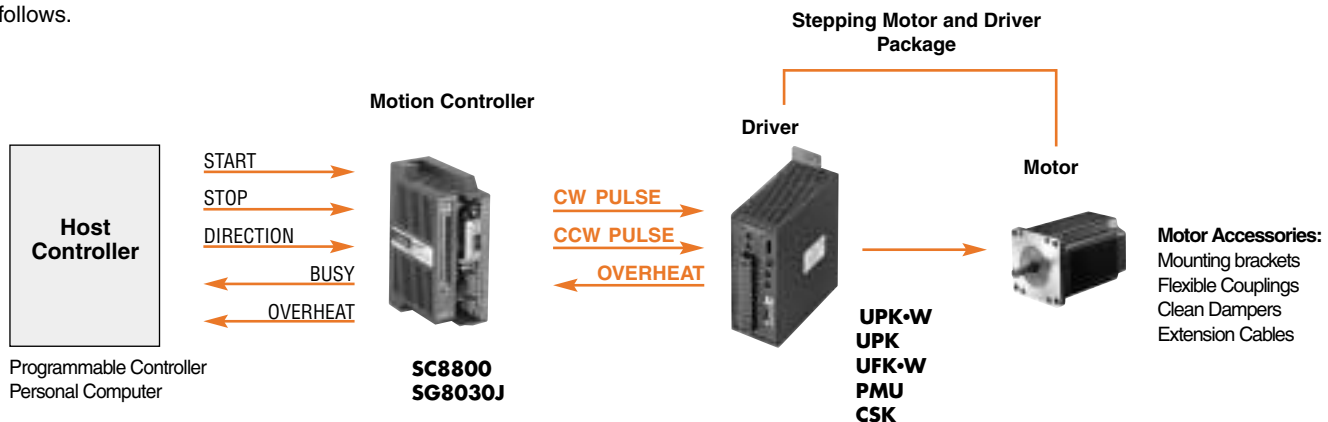 follows.
Stepping Motor and Driver
Package
Motion Controller
Driver
Motor
Host
Controller
START
STOP
DIRECTION
BUSY
OVERHEAT
CW PULSE
CCW PULSE
OVERHEAT
Motor Accessories:
Mounting brackets
Flexible Couplings
Clean Dampers
Extension Cables
Programmable Controller
Personal Computer
SC8800
SG8030J
UPK•W
UPK
UFK•W
PMU
CSK